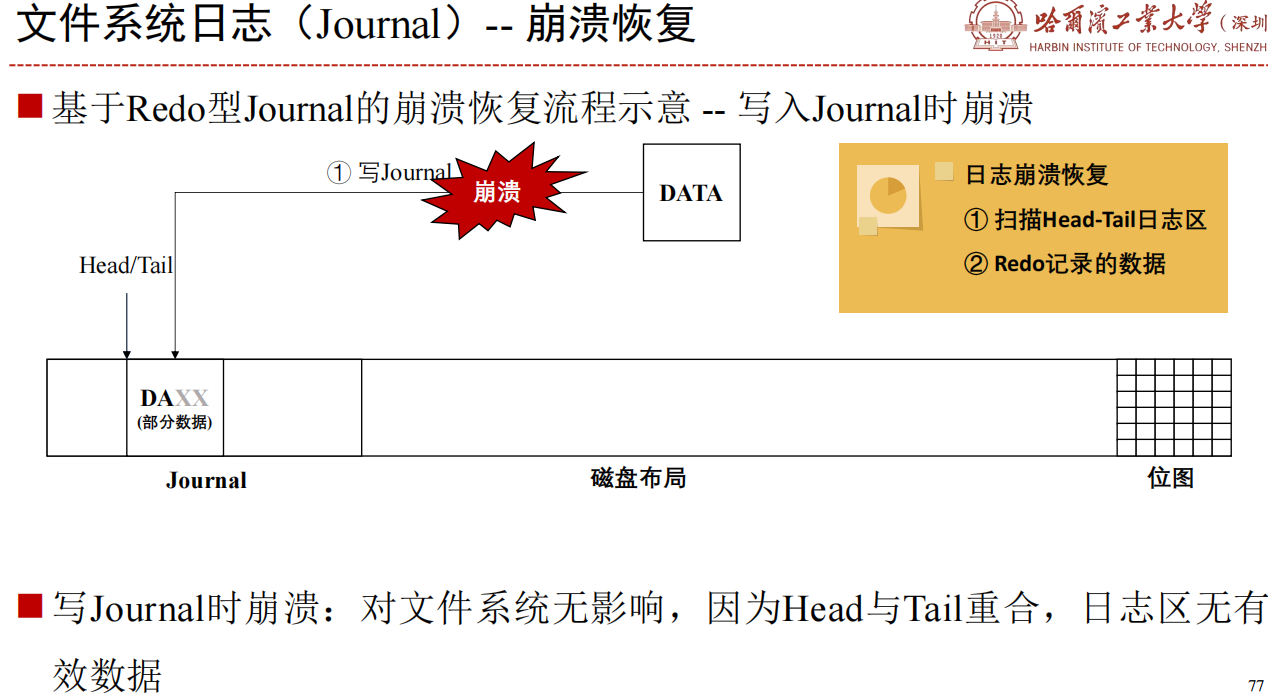 文件系统日志（Journal）-- 崩溃恢复
哈爾濱工業大學（深圳
HARBIN INSTITUTE OF TECHNOLOGY, SHENZH
HIT
■ 基于Redo型Journal的崩溃恢复流程示意 -- 写入Journal时崩溃
① 写Journal
崩溃
DATA
日志崩溃恢复
① 扫描Head-Tail日志区
② Redo记录的数据
Head/Tail
DAXX
(部分数据)
Journal
磁盘布局
位图
■ 写Journal时崩溃：对文件系统无影响，因为Head与Tail重合，日志区无有
效数据
77